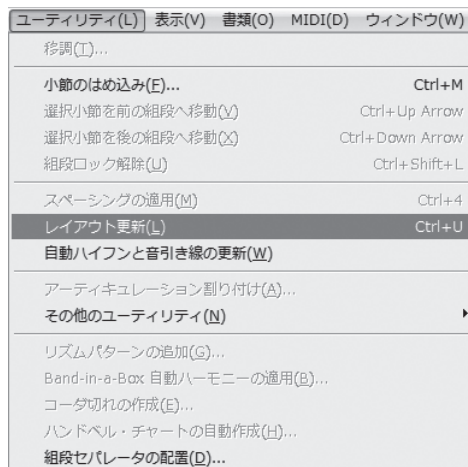 ユーティリティ(L) 表示(V) 書類(O) MIDI(D) ウィンドウ(W)
移調(T)...
小節のはめ込み(F)... Ctrl+M
選択小節を前の組段へ移動(V) Ctrl+Up Arrow
選択小節を後の組段へ移動(X) Ctrl+Down Arrow
組段ロック解除(U) Ctrl+Shift+L
スペーシングの適用(M) Ctrl+4
レイアウト更新(L) Ctrl+U
自動ハイフンと音引き線の更新(W)
アーティキュレーション割り付け(A)...
その他のユーティリティ(N)
リズムパターンの追加(G)...
Band-in-a-Box 自動ハーモニーの適用(B)...
コーダ切れの作成(E)...
ハンドベル・チャートの自動作成(H)...
組段セパレータの配置(D)...